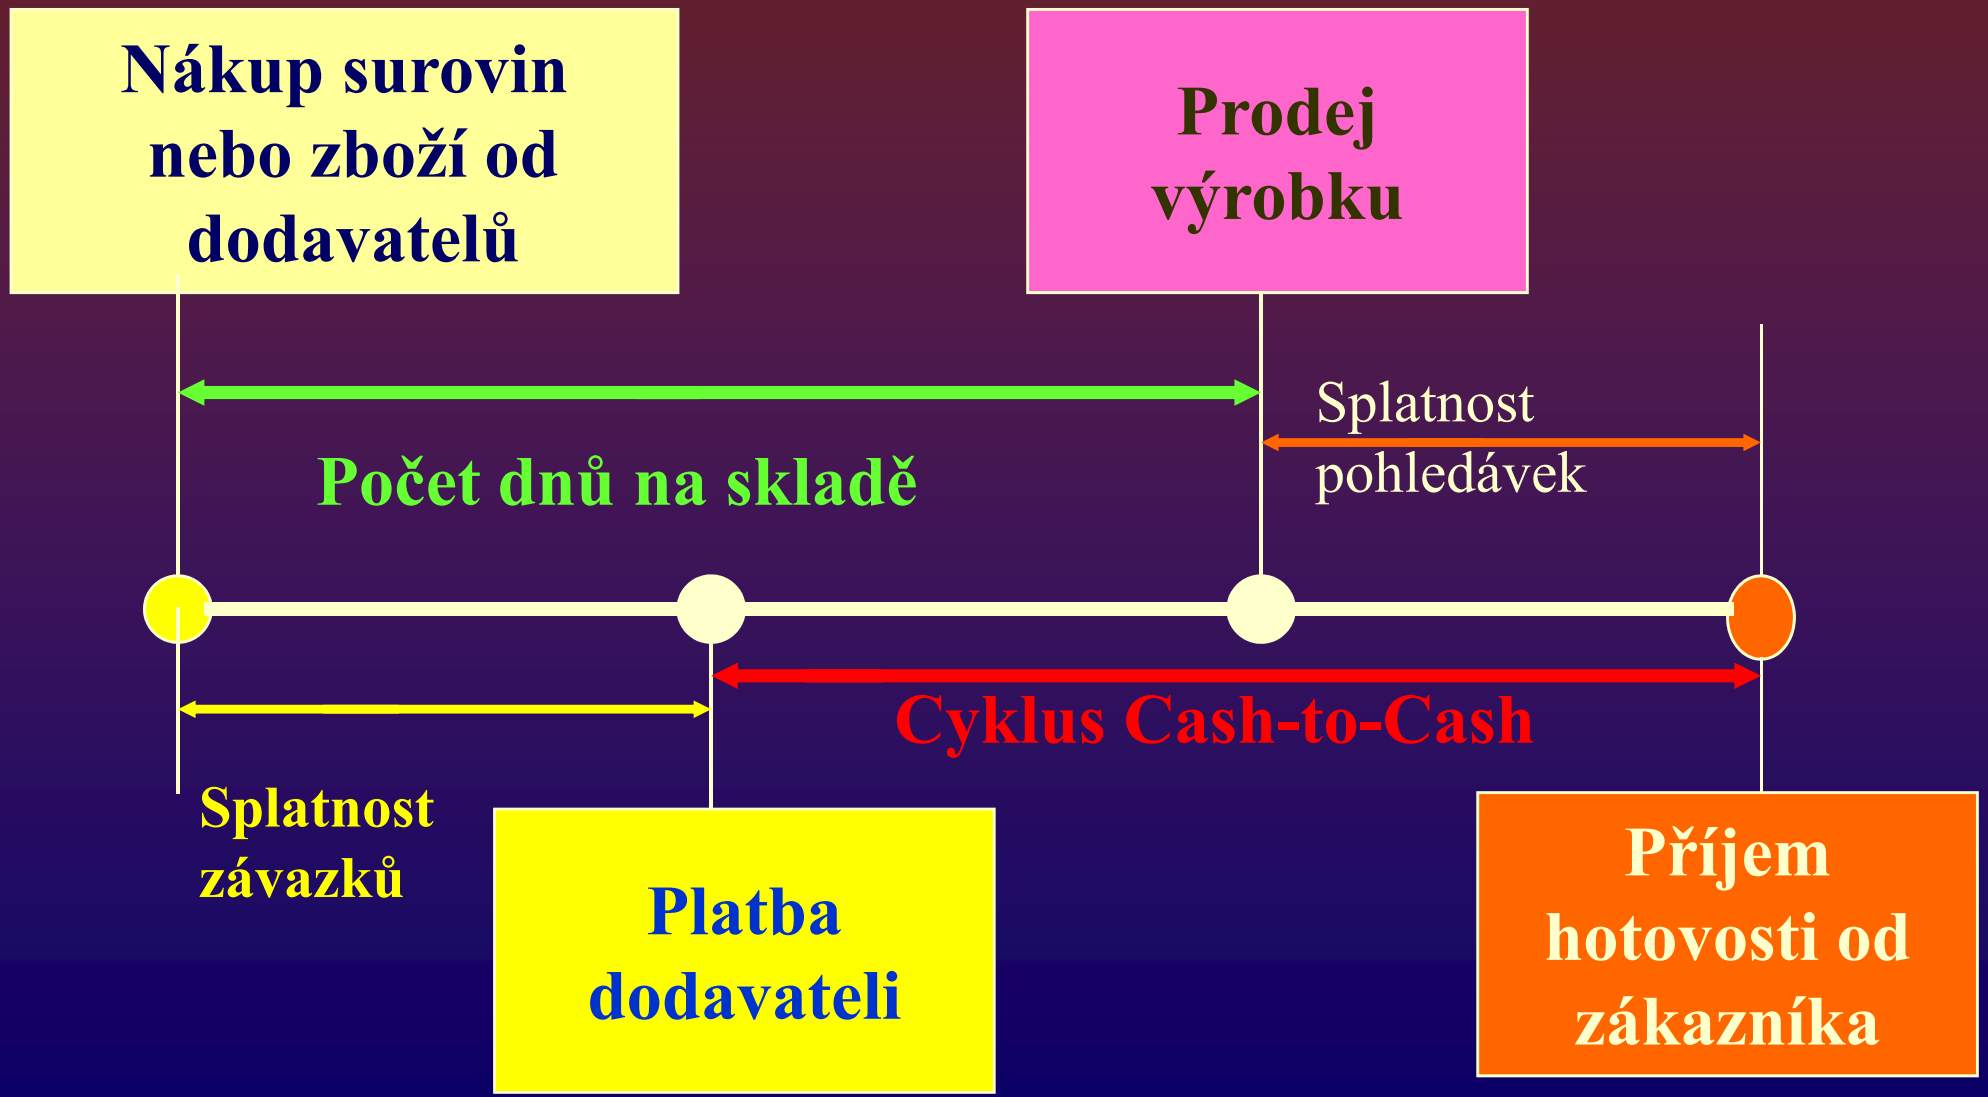 Nákup surovin
nebo zboží od
dodavatelů
Prodej
výrobku
Počet dnů na skladě
Splatnost
pohledávek
Cyklus Cash-to-Cash
Splatnost
závazků
Platba
dodavateli
Příjem
hotovosti od
zákazníka